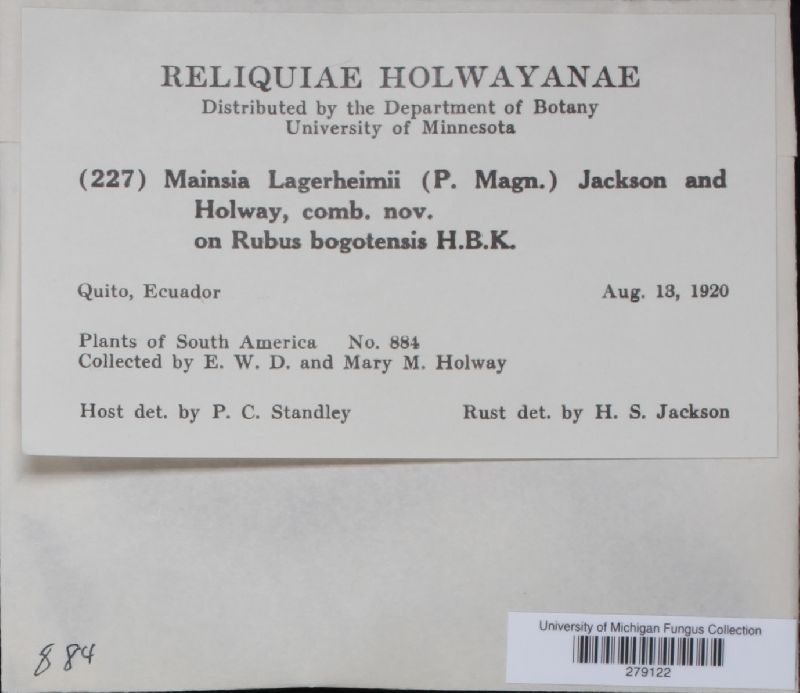 RELIQUIAE HOLWAYANAE
Distributed by the Department of Botany
University of Minnesota
(227) Mainsia Lagerheimii (P. Magn.) Jackson and
Holway, comb. nov.
on Rubus bogotensis H.B.K.
Quito, Ecuador Aug. 13, 1920
Plants of South America No. 884
Collected by E. W. D. and Mary M. Holway
Host det. by P. C. Standley Rust det. by H. S. Jackson
884
University of Michigan Fungus Collection
279122